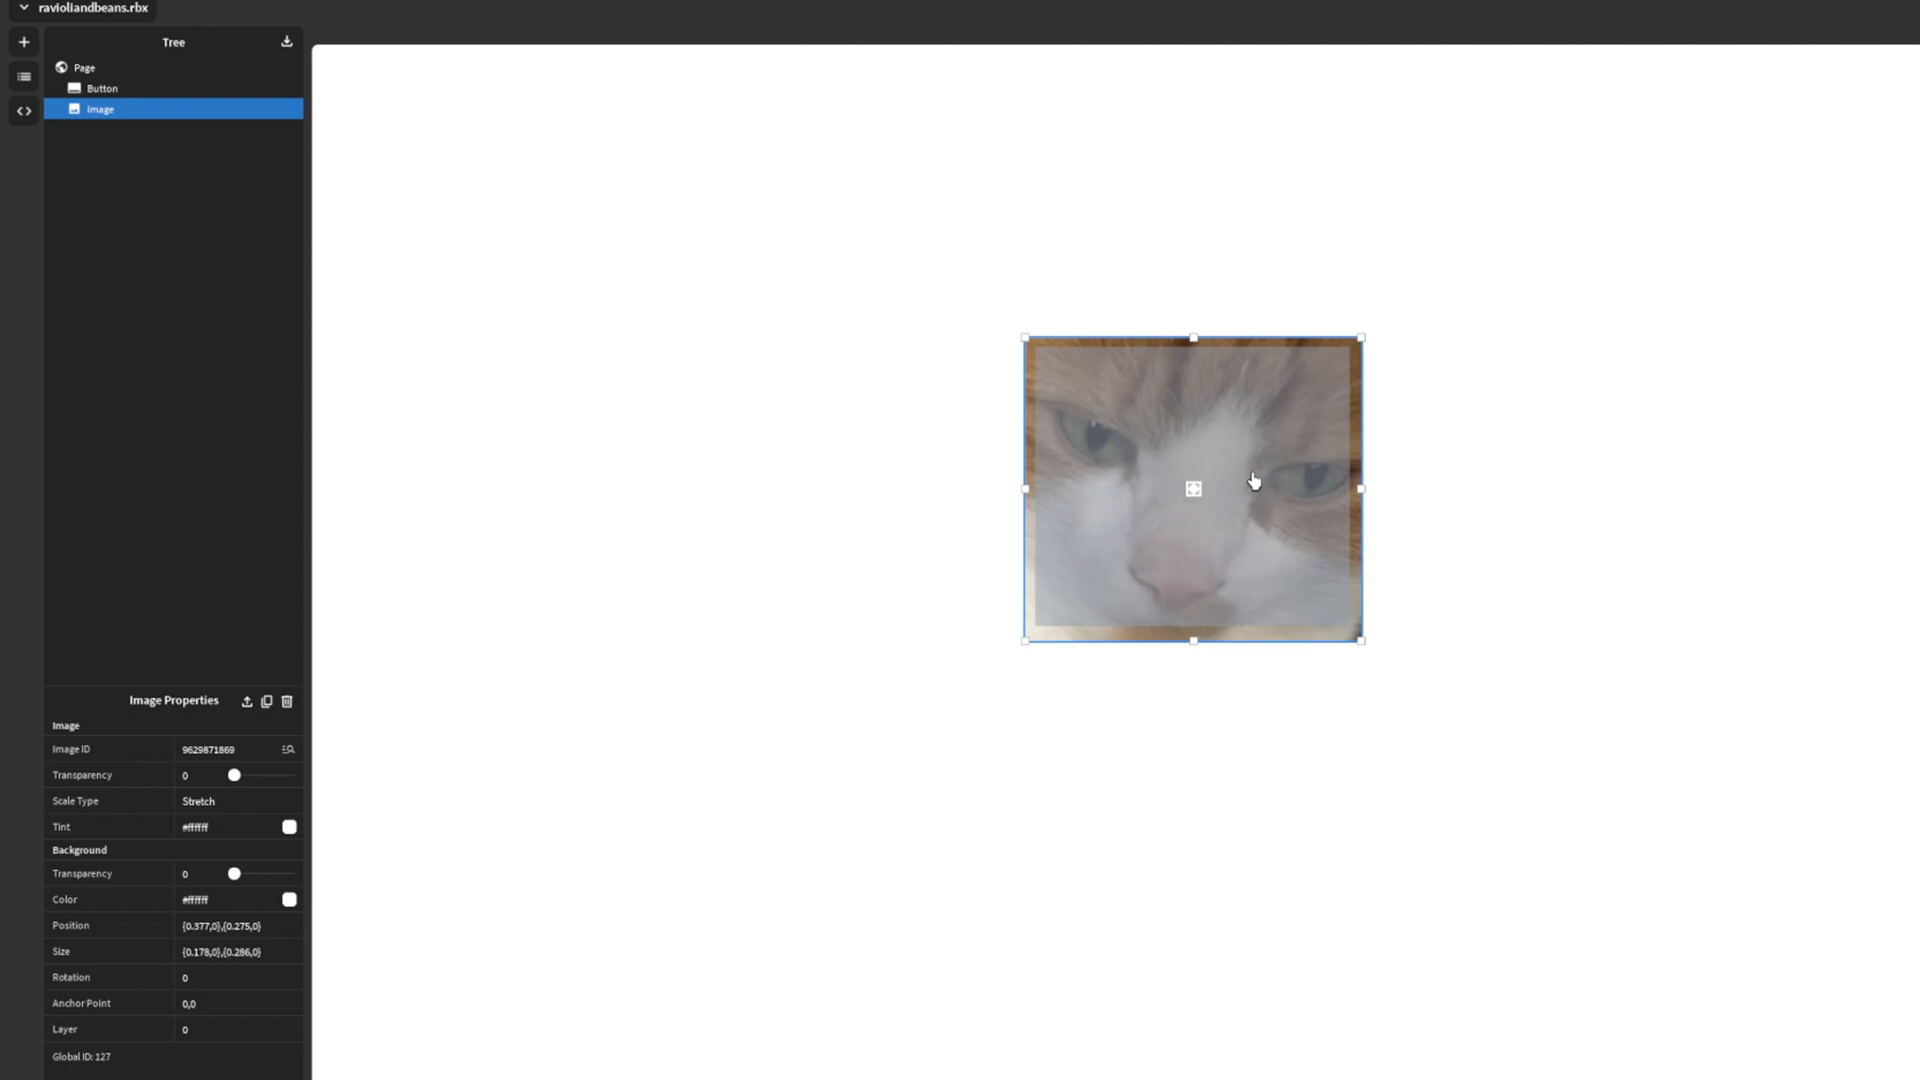 ravioliandbeans.rbx
Tree
Page
Button
Image
Image Properties
Image
Image ID 9629871869
Transparency 0
Scale Type Stretch
Tint #ffffff
Background
Transparency 0
Color #ffffff
Position {0.377,0},{0.275,0}
Size {0.178,0},{0.286,0}
Rotation 0
Anchor Point 0,0
Layer 0
Global ID: 127